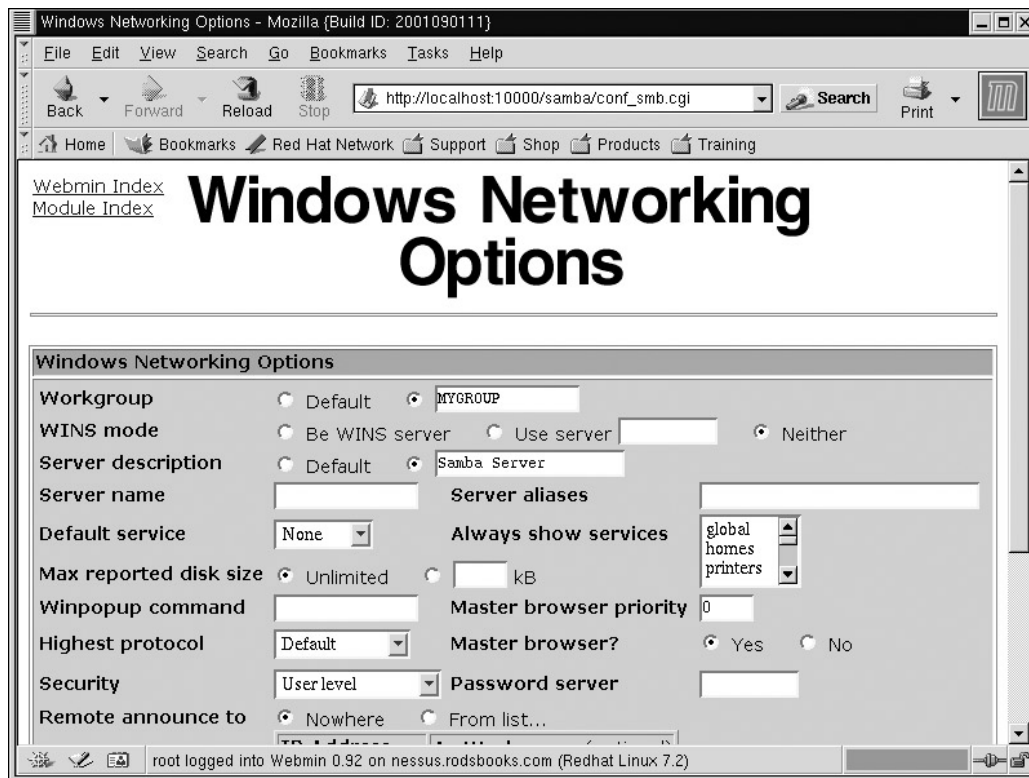 Windows Networking Options - Mozilla {Build ID: 2001090111}
File Edit View Search Go Bookmarks Tasks Help
Back Forward Reload Stop http://localhost:10000/samba/conf_smb.cgi Search Print
Home Bookmarks Red Hat Network Support Shop Products Training
Webmin Index
Module Index
Windows Networking
Options
Windows Networking Options
Workgroup Default MYGROUP
WINS mode Be WINS server Use server Neither
Server description Default Samba Server
Server name Server aliases
Default service None Always show services global
homes
printers
Max reported disk size Unlimited kB
Winpopup command Master browser priority 0
Highest protocol Default Master browser? Yes No
Security User level Password server
Remote announce to Nowhere From list...
IP Address
root logged into Webmin 0.92 on nessus.rodsbooks.com (Redhat Linux 7.2)